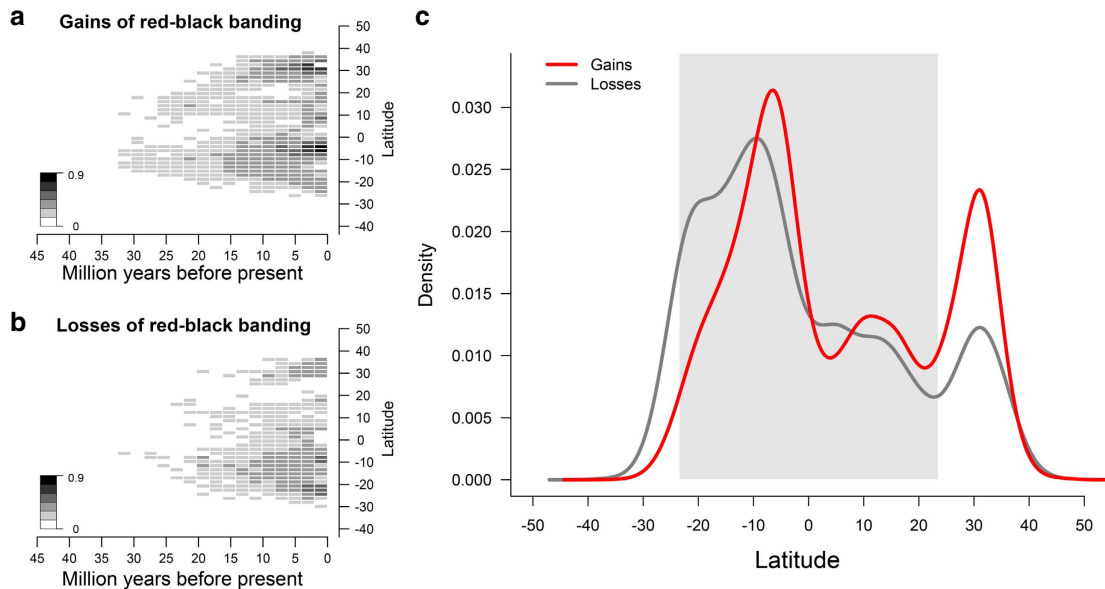 a
Gains of red-black banding
50
40
30
20
10
0
-10
-20
-30
-40
Latitude
0.9
0
45 40 35 30 25 20 15 10 5 0
Million years before present
b
Losses of red-black banding
50
40
30
20
10
0
-10
-20
-30
-40
Latitude
0.9
0
45 40 35 30 25 20 15 10 5 0
Million years before present
c
Gains
Losses
0.030
0.025
0.020
0.015
0.010
0.005
0.000
Density
-50 -40 -30 -20 -10 0 10 20 30 40 50
Latitude